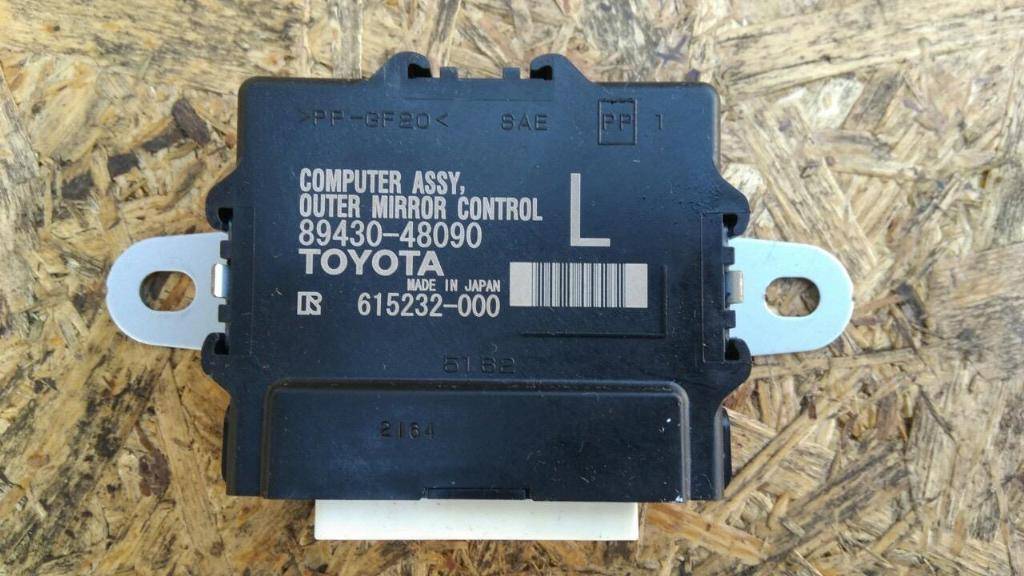 >PP-GF20< SAE PP 1
COMPUTER ASSY,
OUTER MIRROR CONTROL
L
89430-48090
TOYOTA
MADE IN JAPAN
615232-000
5182
2164